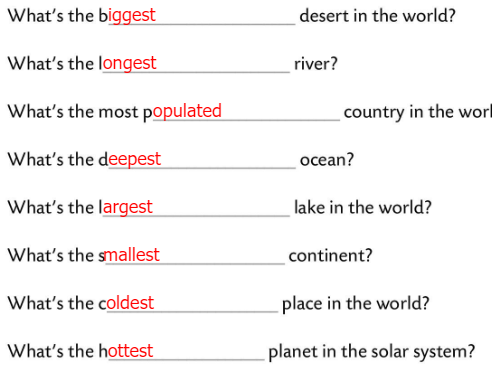 What's the biggest desert in the world?
What's the longest river?
What's the most populated country in the worl
What's the deepest ocean?
What's the largest lake in the world?
What's the smallest continent?
What's the coldest place in the world?
What's the hottest planet in the solar system?